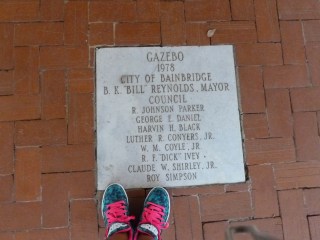 GAZEBO
1978
CITY OF BAINBRIDGE
B. K. "BILL" REYNOLDS, MAYOR
COUNCIL
R. JOHNSON PARKER
GEORGE E. DANIEL
HARVIN H. BLACK
LUTHER R. CONYERS, JR.
W. M. COYLE, JR.
R. F. "DICK" IVEY
CLAUDE W. SHIRLEY, JR.
ROY SIMPSON